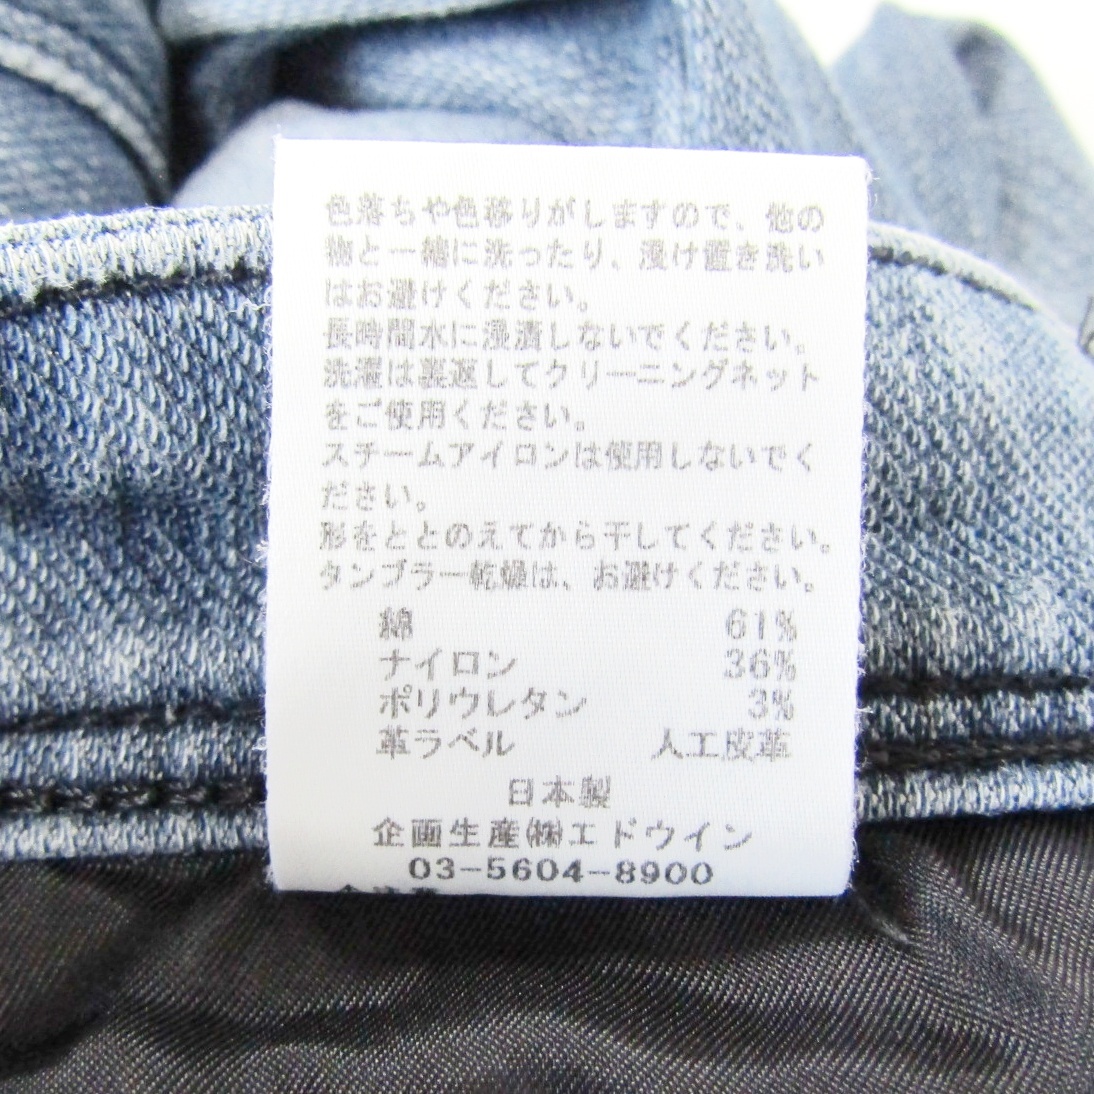 色落ちや色移りがしますので、他の
物と一緒に洗ったり、浸け置き洗い
はお避けください。
長時間水に浸漬しないでください。
洗濯は裏返してクリーニングネット
をご使用ください。
スチームアイロンは使用しないでく
ださい。
形をととのえてから干してください。
タンブラー乾燥は、お避けください。
綿 61%
ナイロン 36%
ポリウレタン 3%
革ラベル 人工皮革
日本製
企画生産㈱エドウイン
03-5604-8900